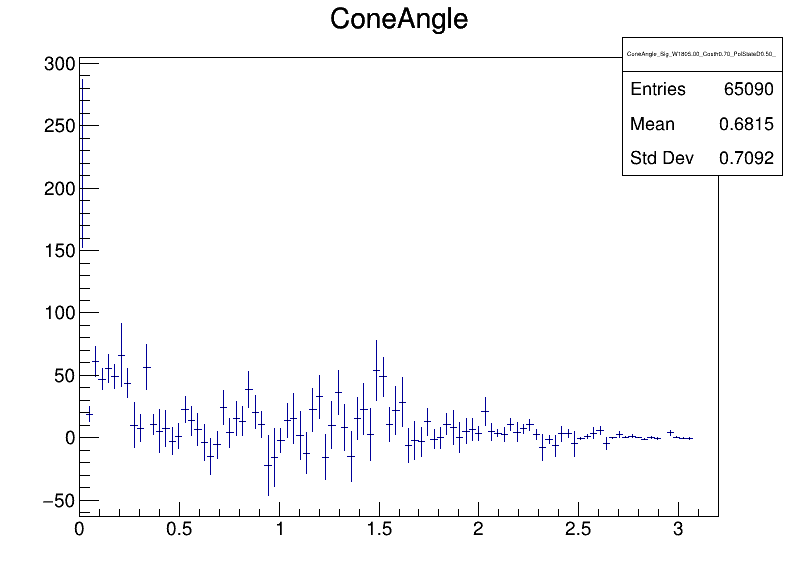 ConeAngle
ConeAngle_Sig_W1805.00_Costh0.70_PolStateD0.50_
Entries 65090
Mean 0.6815
Std Dev 0.7092
300
250
200
150
100
50
0
−50
0 0.5 1 1.5 2 2.5 3